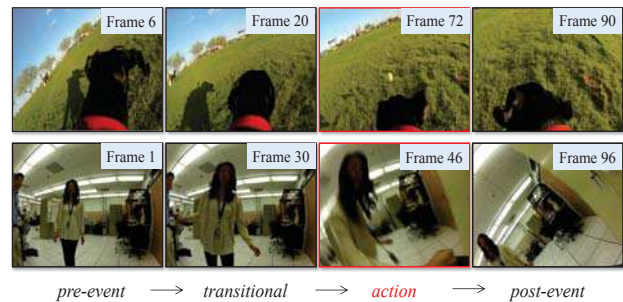 Frame 6
Frame 20
Frame 72
Frame 90
Frame 1
Frame 30
Frame 46
Frame 96
pre-event → transitional → action → post-event